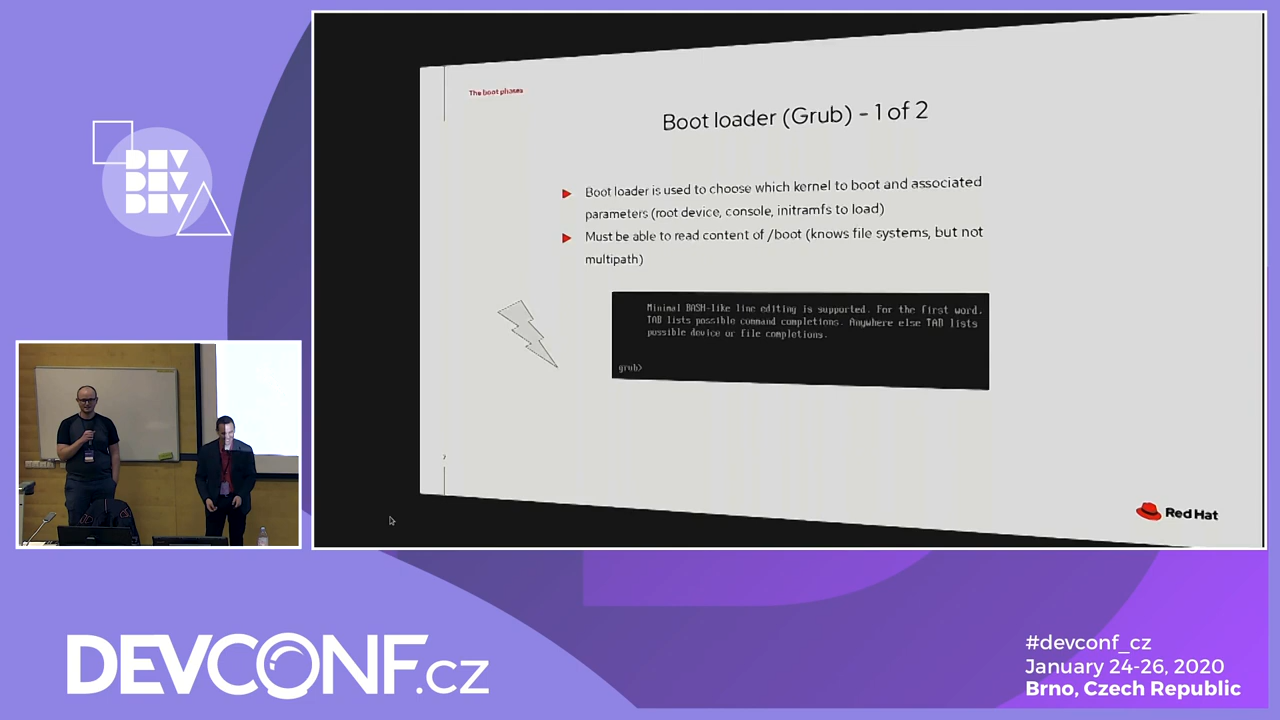 DEV
DEV
DEV
The boot phases
Boot loader (Grub) - 1 of 2
Boot loader is used to choose which kernel to boot and associated
parameters (root device, console, initramfs to load)
Must be able to read content of /boot (knows file systems, but not
multipath)
Minimal BASH-like line editing is supported. For the first word,
TAB lists possible command completions. Anywhere else TAB lists
possible device or file completions.
grub>
Red Hat
DEVCONF.cz
#devconf_cz
January 24-26, 2020
Brno, Czech Republic